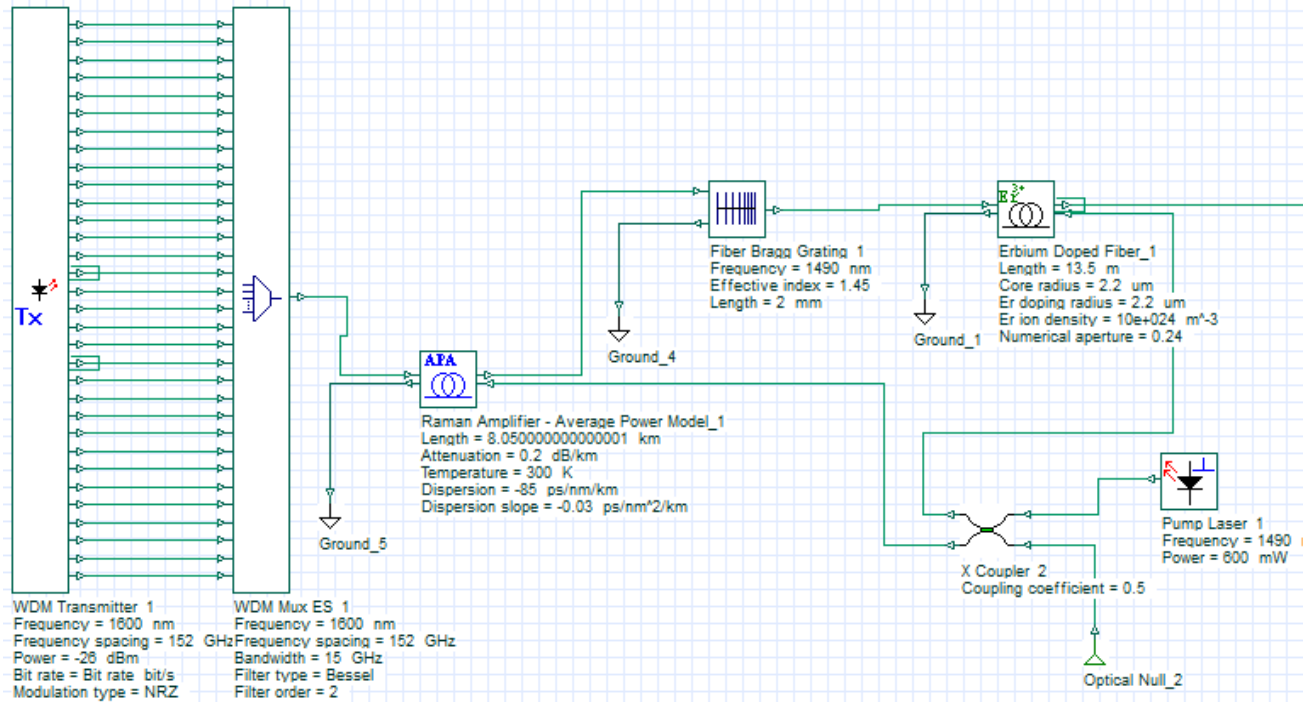 Tx
WDM Transmitter_1
Frequency = 1600 nm
Frequency spacing = 152 GHz
Power = -26 dBm
Bit rate = Bit rate bit/s
Modulation type = NRZ
WDM Mux ES_1
Frequency = 1600 nm
Frequency spacing = 152 GHz
Bandwidth = 15 GHz
Filter type = Bessel
Filter order = 2
APA
Raman Amplifier - Average Power Model_1
Length = 8.050000000000001 km
Attenuation = 0.2 dB/km
Temperature = 300 K
Dispersion = -85 ps/nm/km
Dispersion slope = -0.03 ps/nm^2/km
Ground_5
Fiber Bragg Grating_1
Frequency = 1490 nm
Effective index = 1.45
Length = 2 mm
Ground_4
Er 3+
Erbium Doped Fiber_1
Length = 13.5 m
Core radius = 2.2 um
Er doping radius = 2.2 um
Er ion density = 10e+024 m^-3
Numerical aperture = 0.24
Ground_1
Pump Laser_1
Frequency = 1490
Power = 600 mW
X Coupler_2
Coupling coefficient = 0.5
Optical Null_2